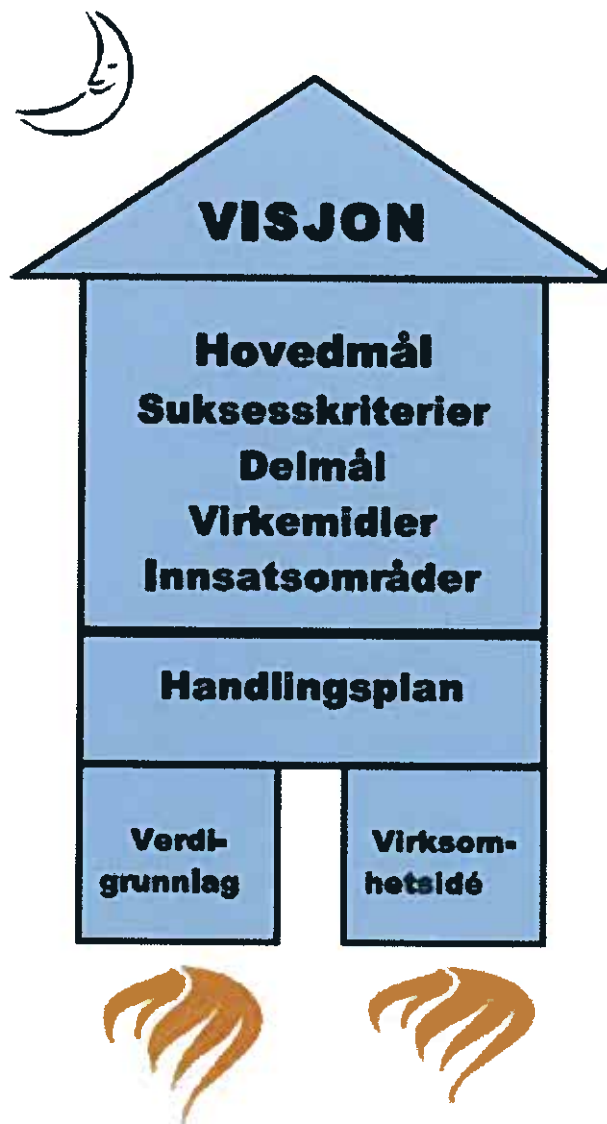 VISJON
Hovedmål
Suksesskriterier
Delmål
Virkemidler
Innsatsområder
Handlingsplan
Verdi-
grunnlag
Virksom-
hetsidé